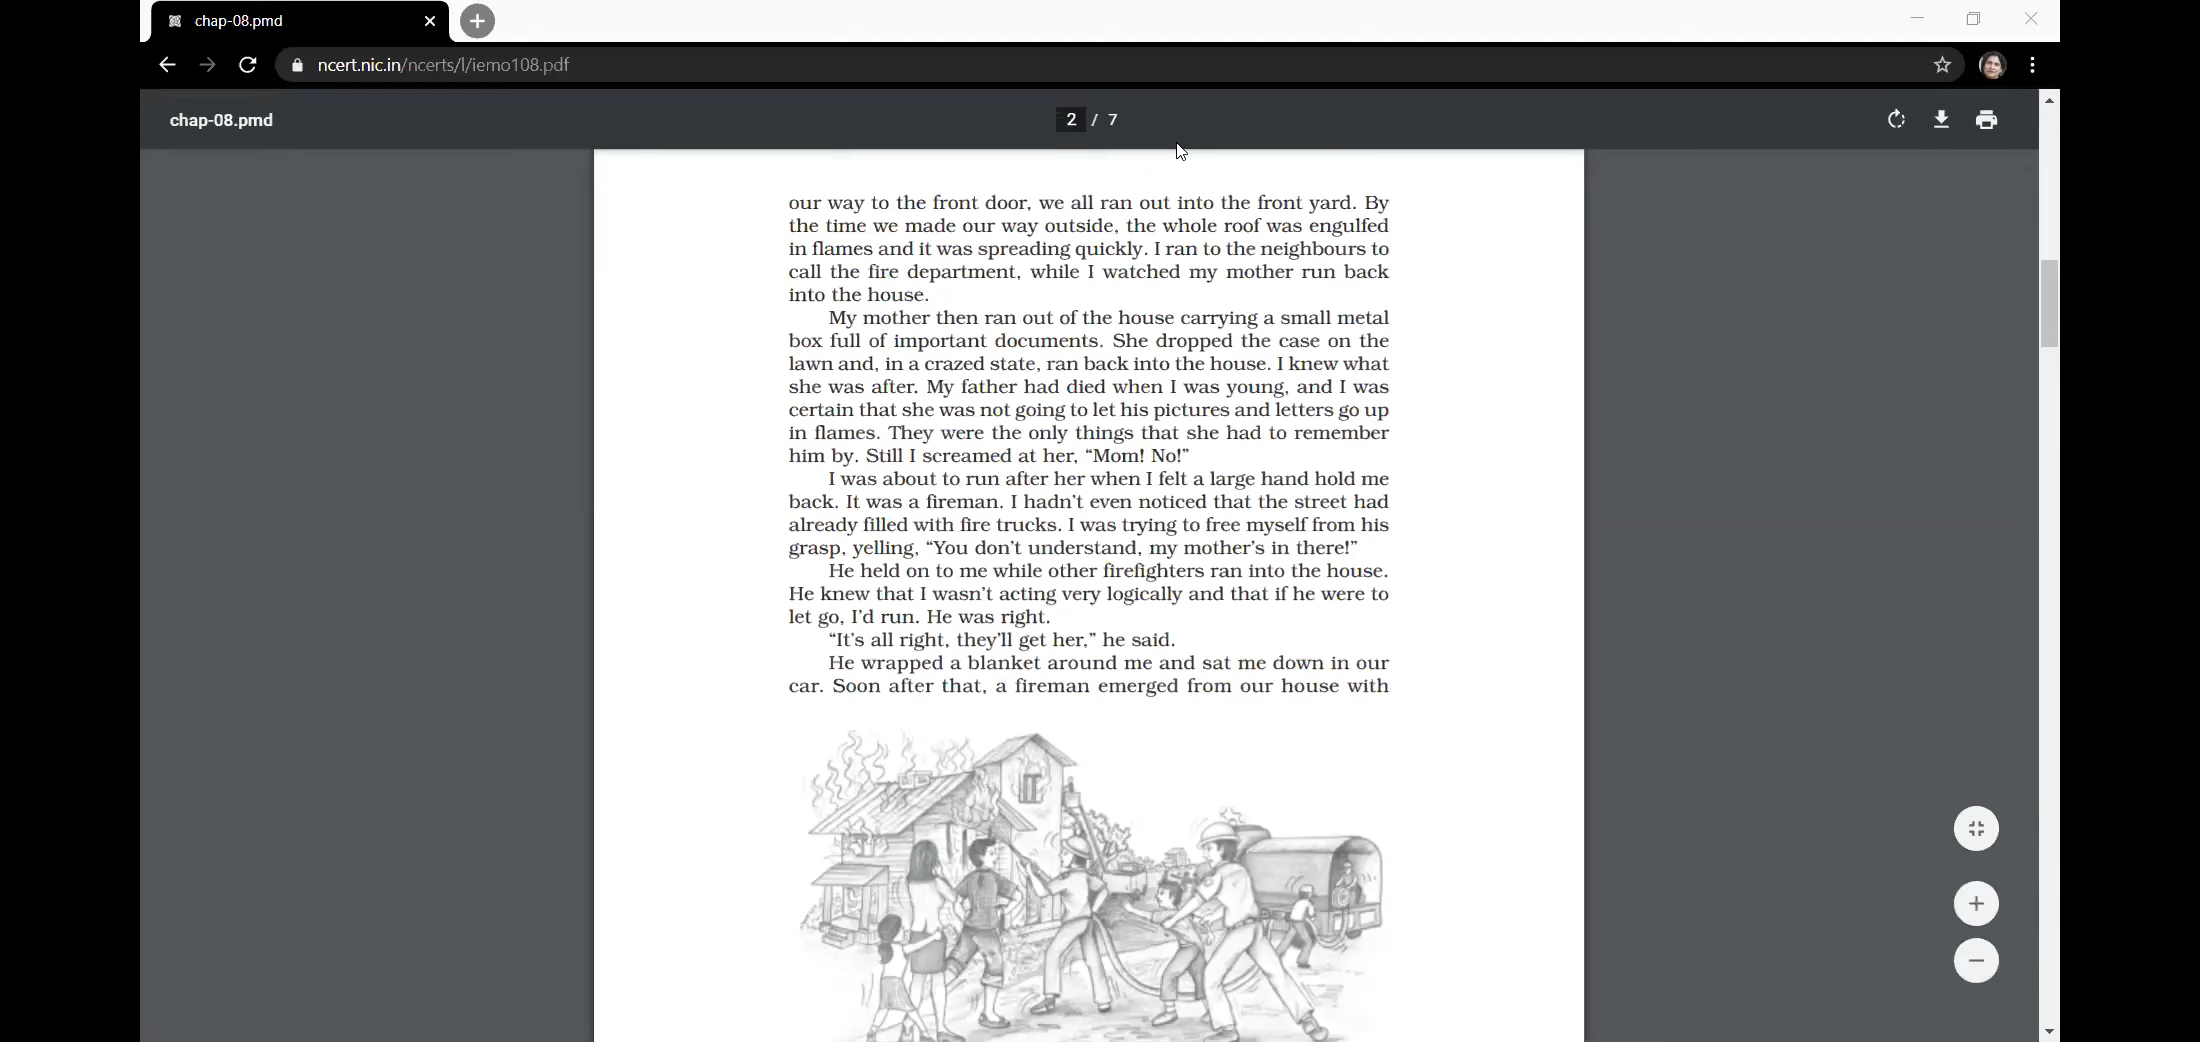 chap-08.pmd
ncert.nic.in/ncerts/l/iemo108.pdf
chap-08.pmd
2 / 7
our way to the front door, we all ran out into the front yard. By
the time we made our way outside, the whole roof was engulfed
in flames and it was spreading quickly. I ran to the neighbours to
call the fire department, while I watched my mother run back
into the house.
My mother then ran out of the house carrying a small metal
box full of important documents. She dropped the case on the
lawn and, in a crazed state, ran back into the house. I knew what
she was after. My father had died when I was young, and I was
certain that she was not going to let his pictures and letters go up
in flames. They were the only things that she had to remember
him by. Still I screamed at her, “Mom! No!”
I was about to run after her when I felt a large hand hold me
back. It was a fireman. I hadn’t even noticed that the street had
already filled with fire trucks. I was trying to free myself from his
grasp, yelling, “You don’t understand, my mother’s in there!”
He held on to me while other firefighters ran into the house.
He knew that I wasn’t acting very logically and that if he were to
let go, I’d run. He was right.
“It’s all right, they’ll get her,” he said.
He wrapped a blanket around me and sat me down in our
car. Soon after that, a fireman emerged from our house with